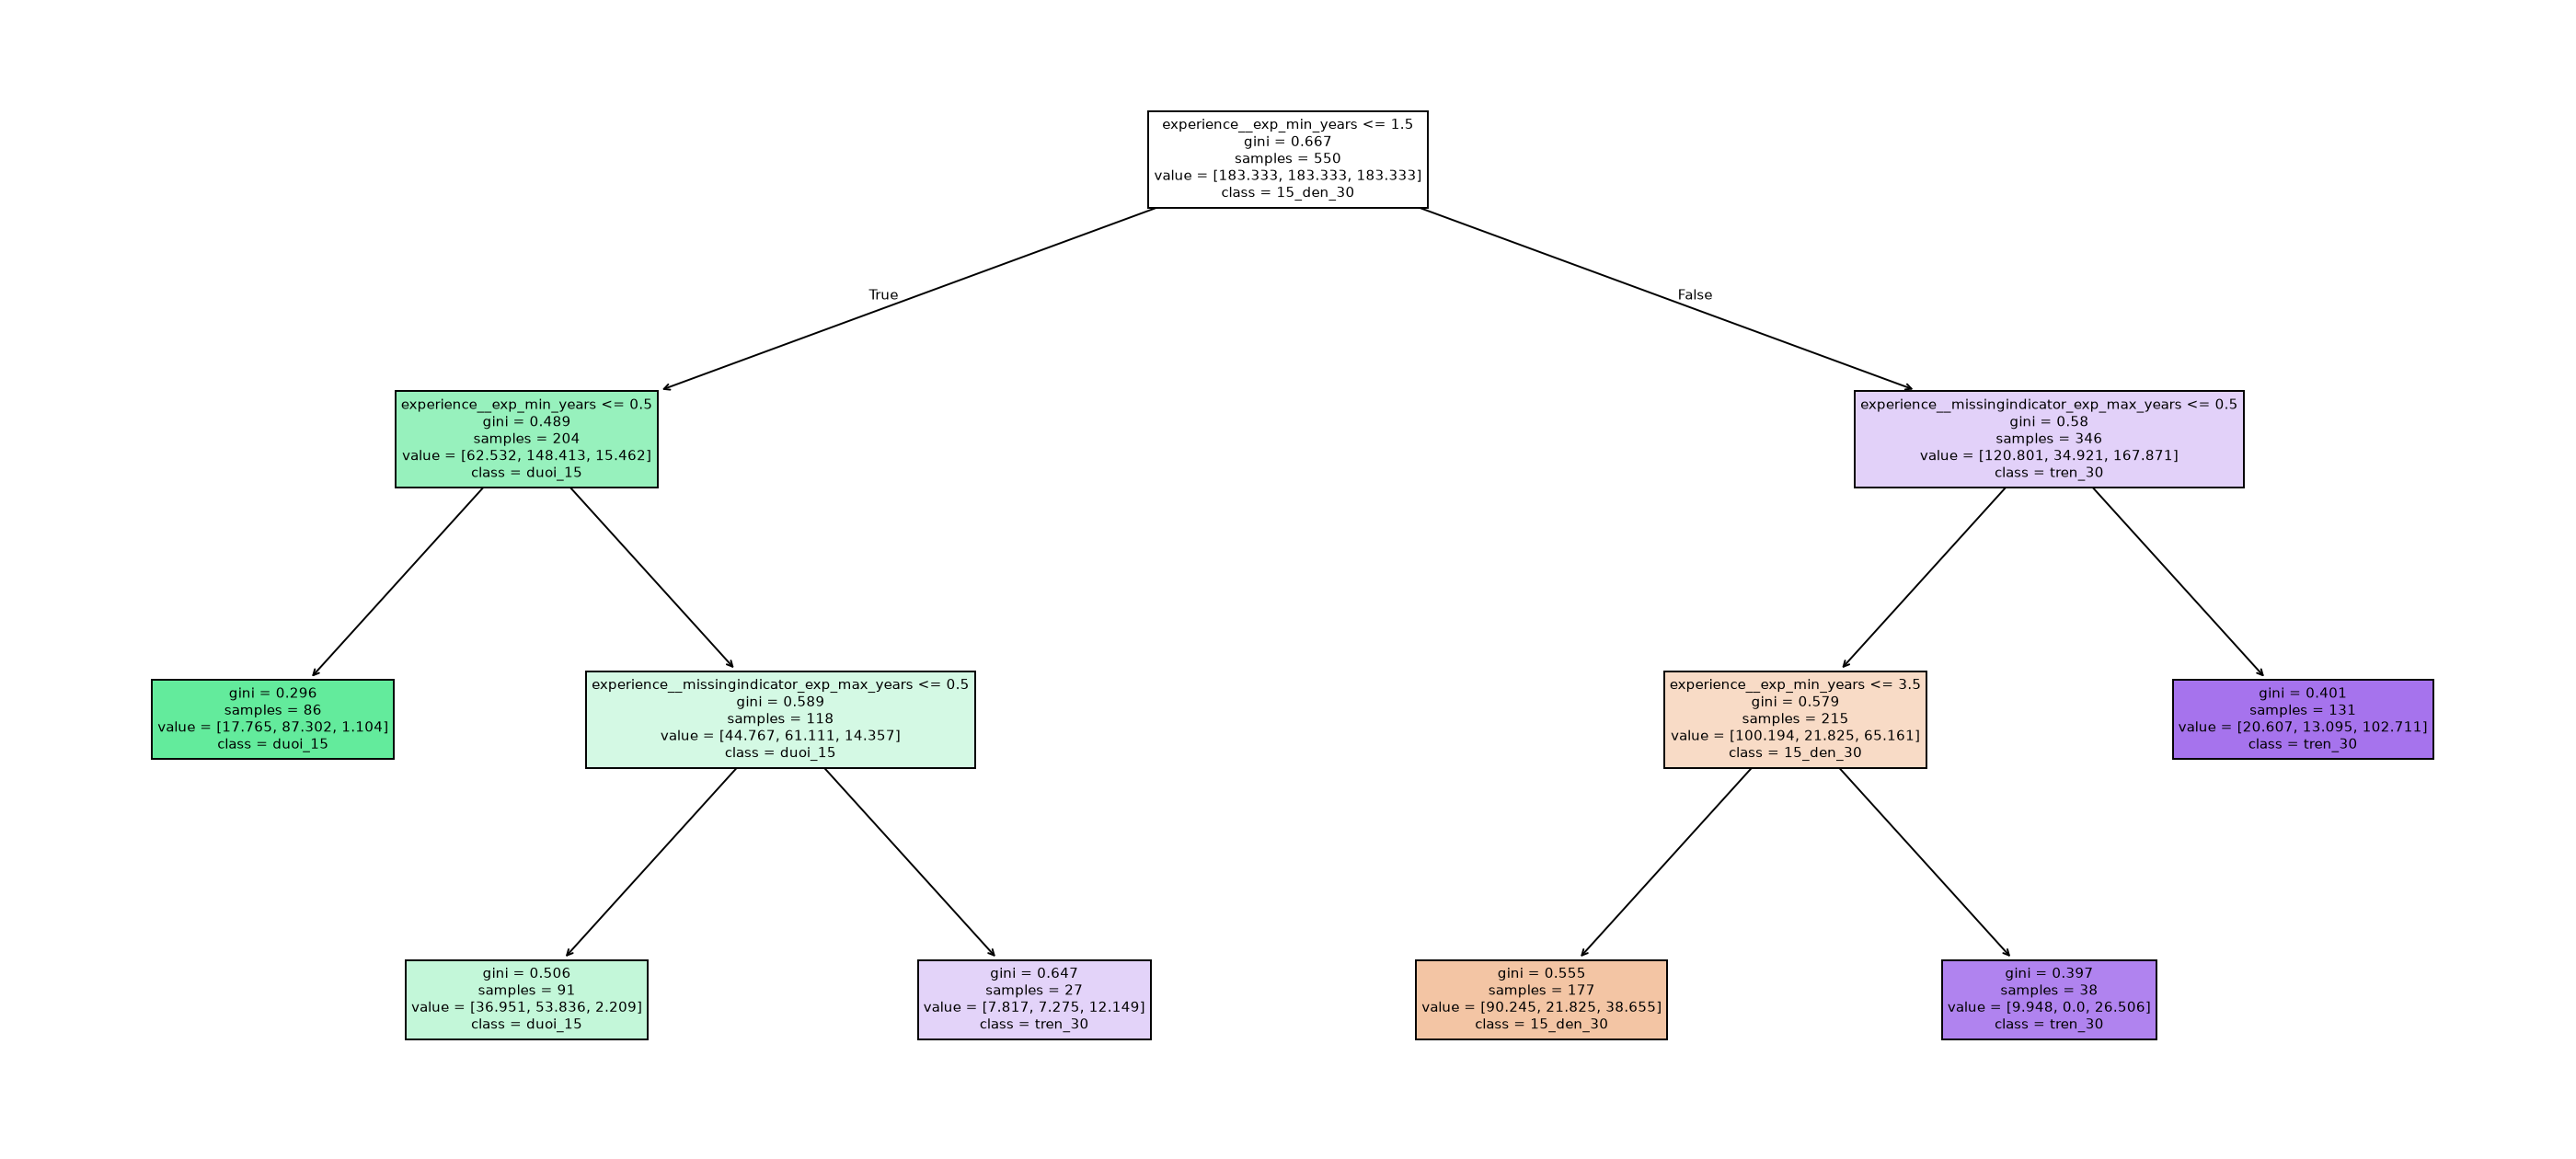 experience__exp_min_years <= 1.5
gini = 0.667
samples = 550
value = [183.333, 183.333, 183.333]
class = 15_den_30
True
False
experience__exp_min_years <= 0.5
gini = 0.489
samples = 204
value = [62.532, 148.413, 15.462]
class = duoi_15
experience__missingindicator_exp_max_years <= 0.5
gini = 0.58
samples = 346
value = [120.801, 34.921, 167.871]
class = tren_30
gini = 0.296
samples = 86
value = [17.765, 87.302, 1.104]
class = duoi_15
experience__missingindicator_exp_max_years <= 0.5
gini = 0.589
samples = 118
value = [44.767, 61.111, 14.357]
class = duoi_15
experience__exp_min_years <= 3.5
gini = 0.579
samples = 215
value = [100.194, 21.825, 65.161]
class = 15_den_30
gini = 0.401
samples = 131
value = [20.607, 13.095, 102.711]
class = tren_30
gini = 0.506
samples = 91
value = [36.951, 53.836, 2.209]
class = duoi_15
gini = 0.647
samples = 27
value = [7.817, 7.275, 12.149]
class = tren_30
gini = 0.555
samples = 177
value = [90.245, 21.825, 38.655]
class = 15_den_30
gini = 0.397
samples = 38
value = [9.948, 0.0, 26.506]
class = tren_30